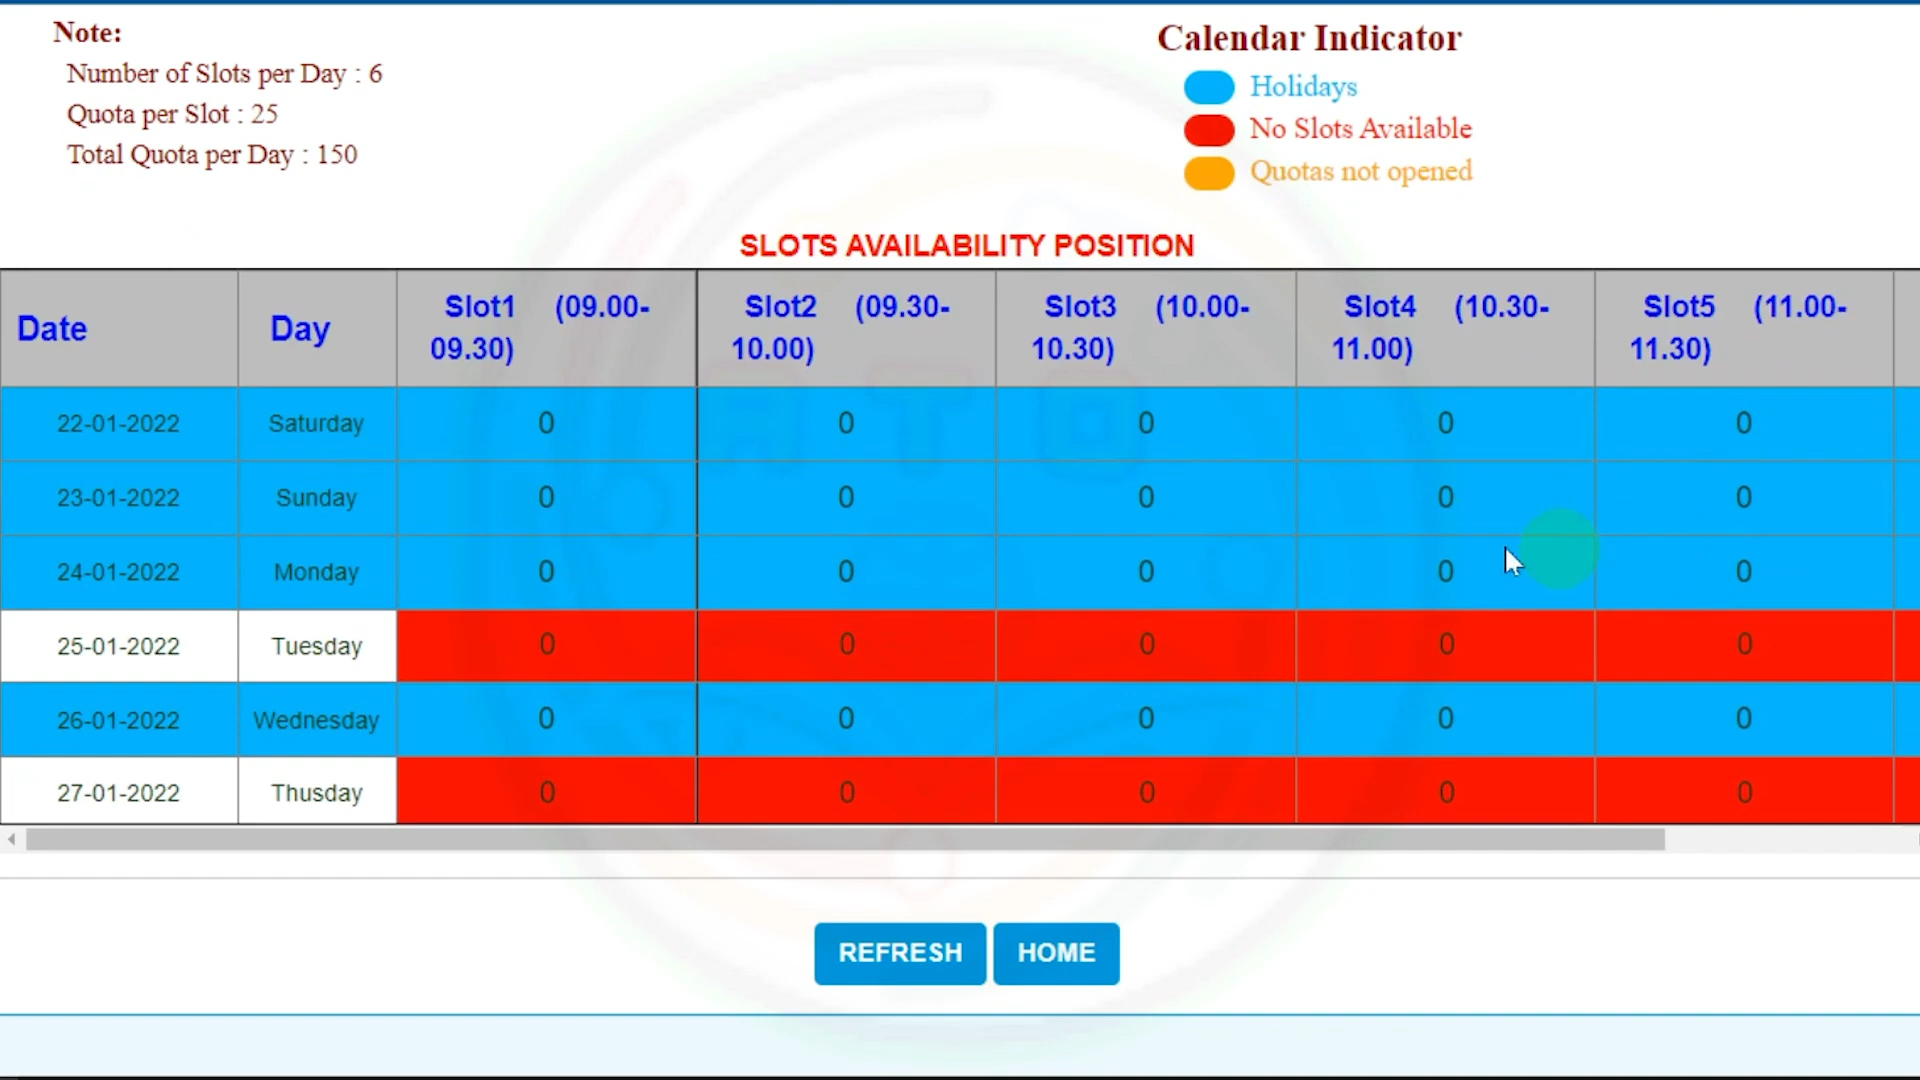 Note:
Number of Slots per Day : 6
Quota per Slot : 25
Total Quota per Day : 150
Calendar Indicator
Holidays
No Slots Available
Quotas not opened
SLOTS AVAILABILITY POSITION
Date Day Slot1 (09.00-09.30) Slot2 (09.30-10.00) Slot3 (10.00-10.30) Slot4 (10.30-11.00) Slot5 (11.00-11.30)
22-01-2022 Saturday 0 0 0 0 0
23-01-2022 Sunday 0 0 0 0 0
24-01-2022 Monday 0 0 0 0 0
25-01-2022 Tuesday 0 0 0 0 0
26-01-2022 Wednesday 0 0 0 0 0
27-01-2022 Thusday 0 0 0 0 0
REFRESH HOME
RTO